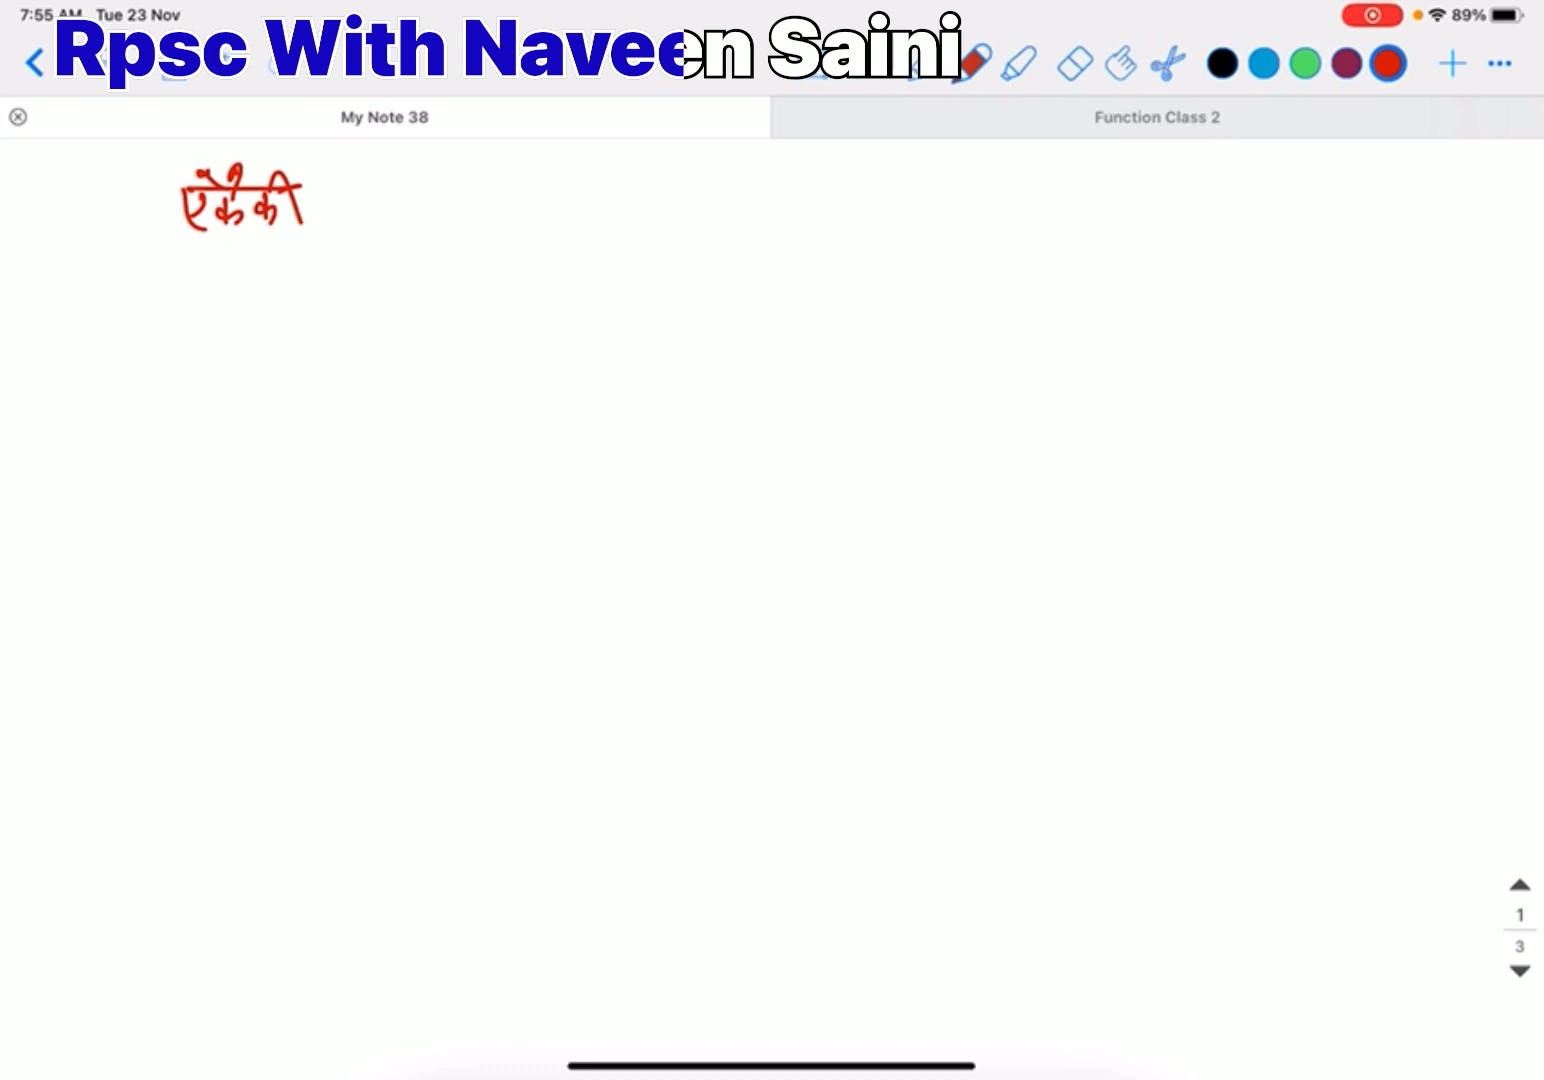 7:55 AM Tue 23 Nov
89%
Rpsc With Naveen Saini
My Note 38
Function Class 2
एकैकी
1
3